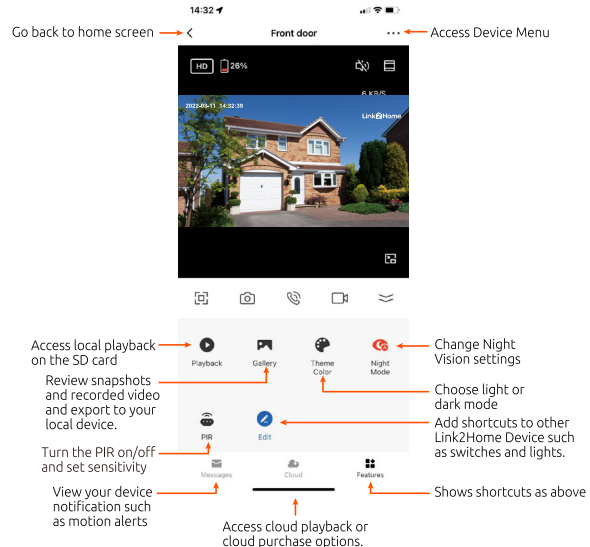 14:32
Go back to home screen
Front door
Access Device Menu
HD
26%
6 KB/S
2022-03-11 14:32:39
Link2Home
Access local playback
on the SD card
Playback
Gallery
Theme
Color
Night
Mode
Change Night
Vision settings
Review snapshots
and recorded video
and export to your
local device.
Choose light or
dark mode
PIR
Edit
Add shortcuts to other
Link2Home Device such
as switches and lights.
Turn the PIR on/off
and set sensitivity
Messages
Cloud
Features
View your device
notification such
as motion alerts
Shows shortcuts as above
Access cloud playback or
cloud purchase options.